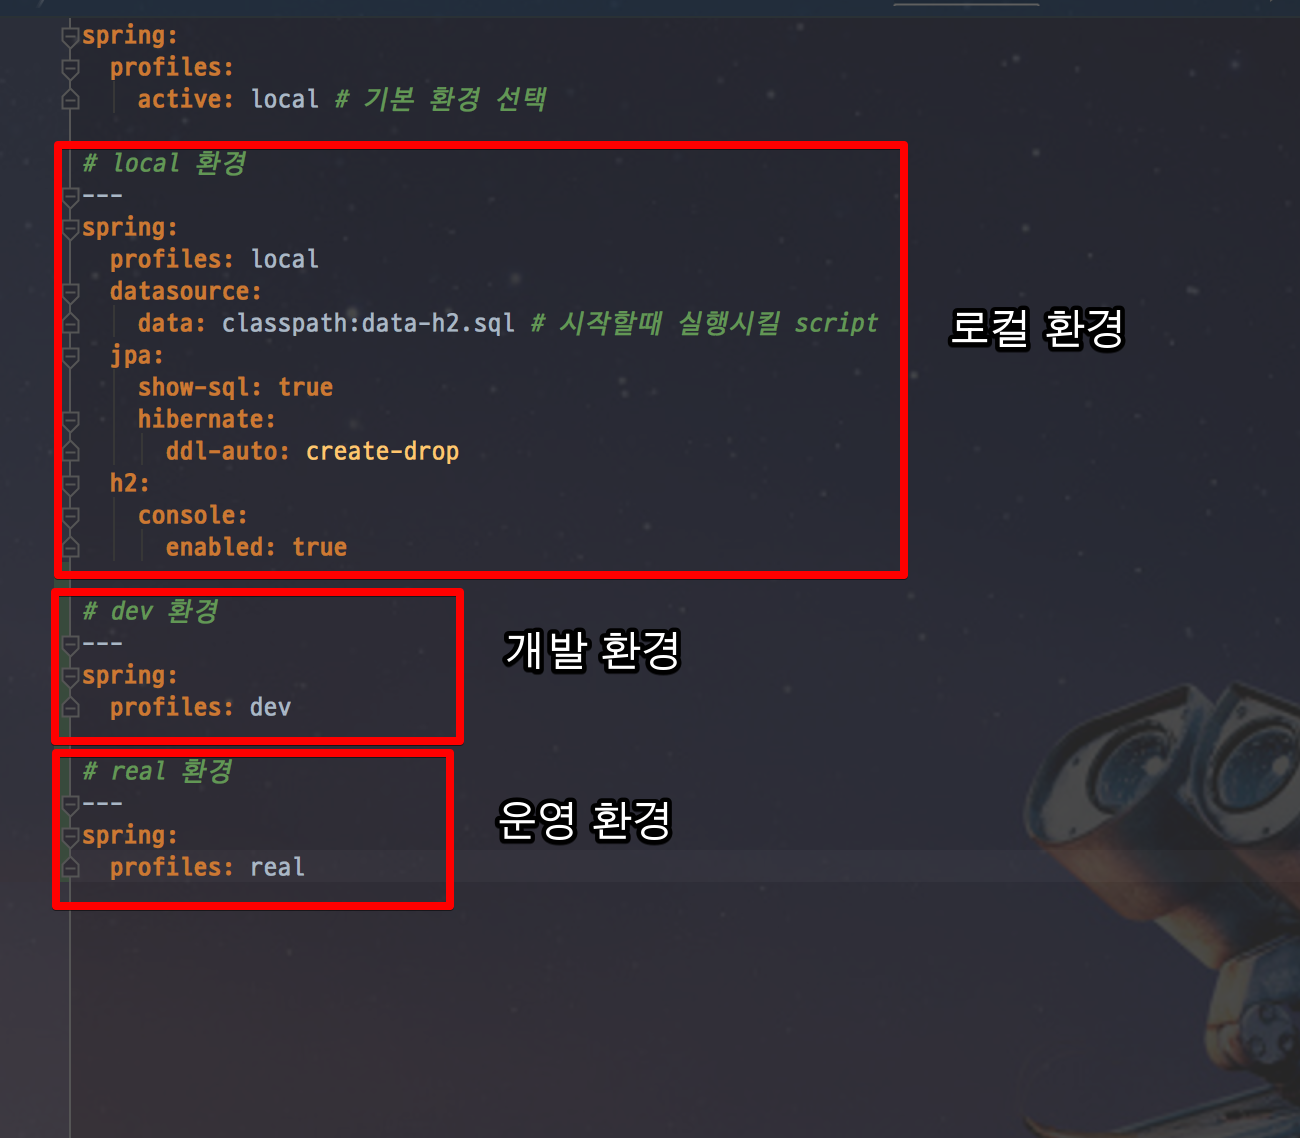 spring:
  profiles:
    active: local # 기본 환경 선택
# local 환경
---
spring:
  profiles: local
  datasource:
    data: classpath:data-h2.sql # 시작할때 실행시킬 script
  jpa:
    show-sql: true
    hibernate:
      ddl-auto: create-drop
  h2:
    console:
      enabled: true
로컬 환경
# dev 환경
---
spring:
  profiles: dev
개발 환경
# real 환경
---
spring:
  profiles: real
운영 환경